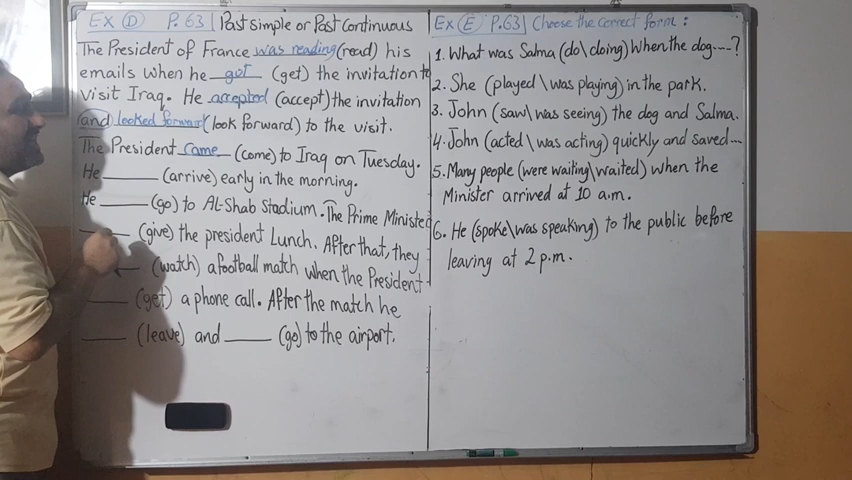 Ex D P.63 | Past simple or Past Continuous
The President of France was reading (read) his
emails when he got (get) the invitation to
visit Iraq. He accepted (accept) the invitation
and looked forward (look forward) to the visit.
The President came (come) to Iraq on Tuesday.
He ______ (arrive) early in the morning.
He ______ (go) to AL-Shab Stadium. The Prime Minister
______ (give) the president Lunch. After that, they
______ (watch) a football match when the President
______ (get) a phone call. After the match he
______ (leave) and ______ (go) to the airport.
Ex E P.63 | Choose the Correct form :
1. What was Salma (do\doing) when the dog----?
2. She (played\was playing) in the park.
3. John (saw\was seeing) the dog and Salma.
4. John (acted\was acting) quickly and saved---
5. Many people (were waiting\waited) when the
Minister arrived at 10 a.m.
6. He (spoke\was speaking) to the public before
leaving at 2 p.m.